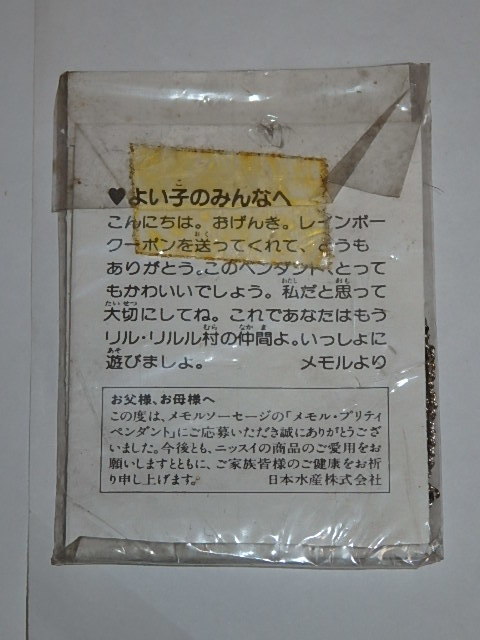 ♥よい子のみんなへ
こんにちは。おげんき。レインボー
クーポンを送ってくれて、どうも
ありがとう。このペンダント、とって
もかわいいでしょう。私だと思って
大切にしてね。これであなたはもう
リル・リルル村の仲間よ。いっしょに
遊びましょよ。 メモルより
お父様、お母様へ
この度は、メモルソーセージの「メモル・プリティ
ペンダント」にご応募いただき誠にありがとうござ
いました。今後とも、ニッスイの商品のご愛用をお
願いしますとともに、ご家族皆様のご健康をお祈
り申し上げます。 日本水産株式会社